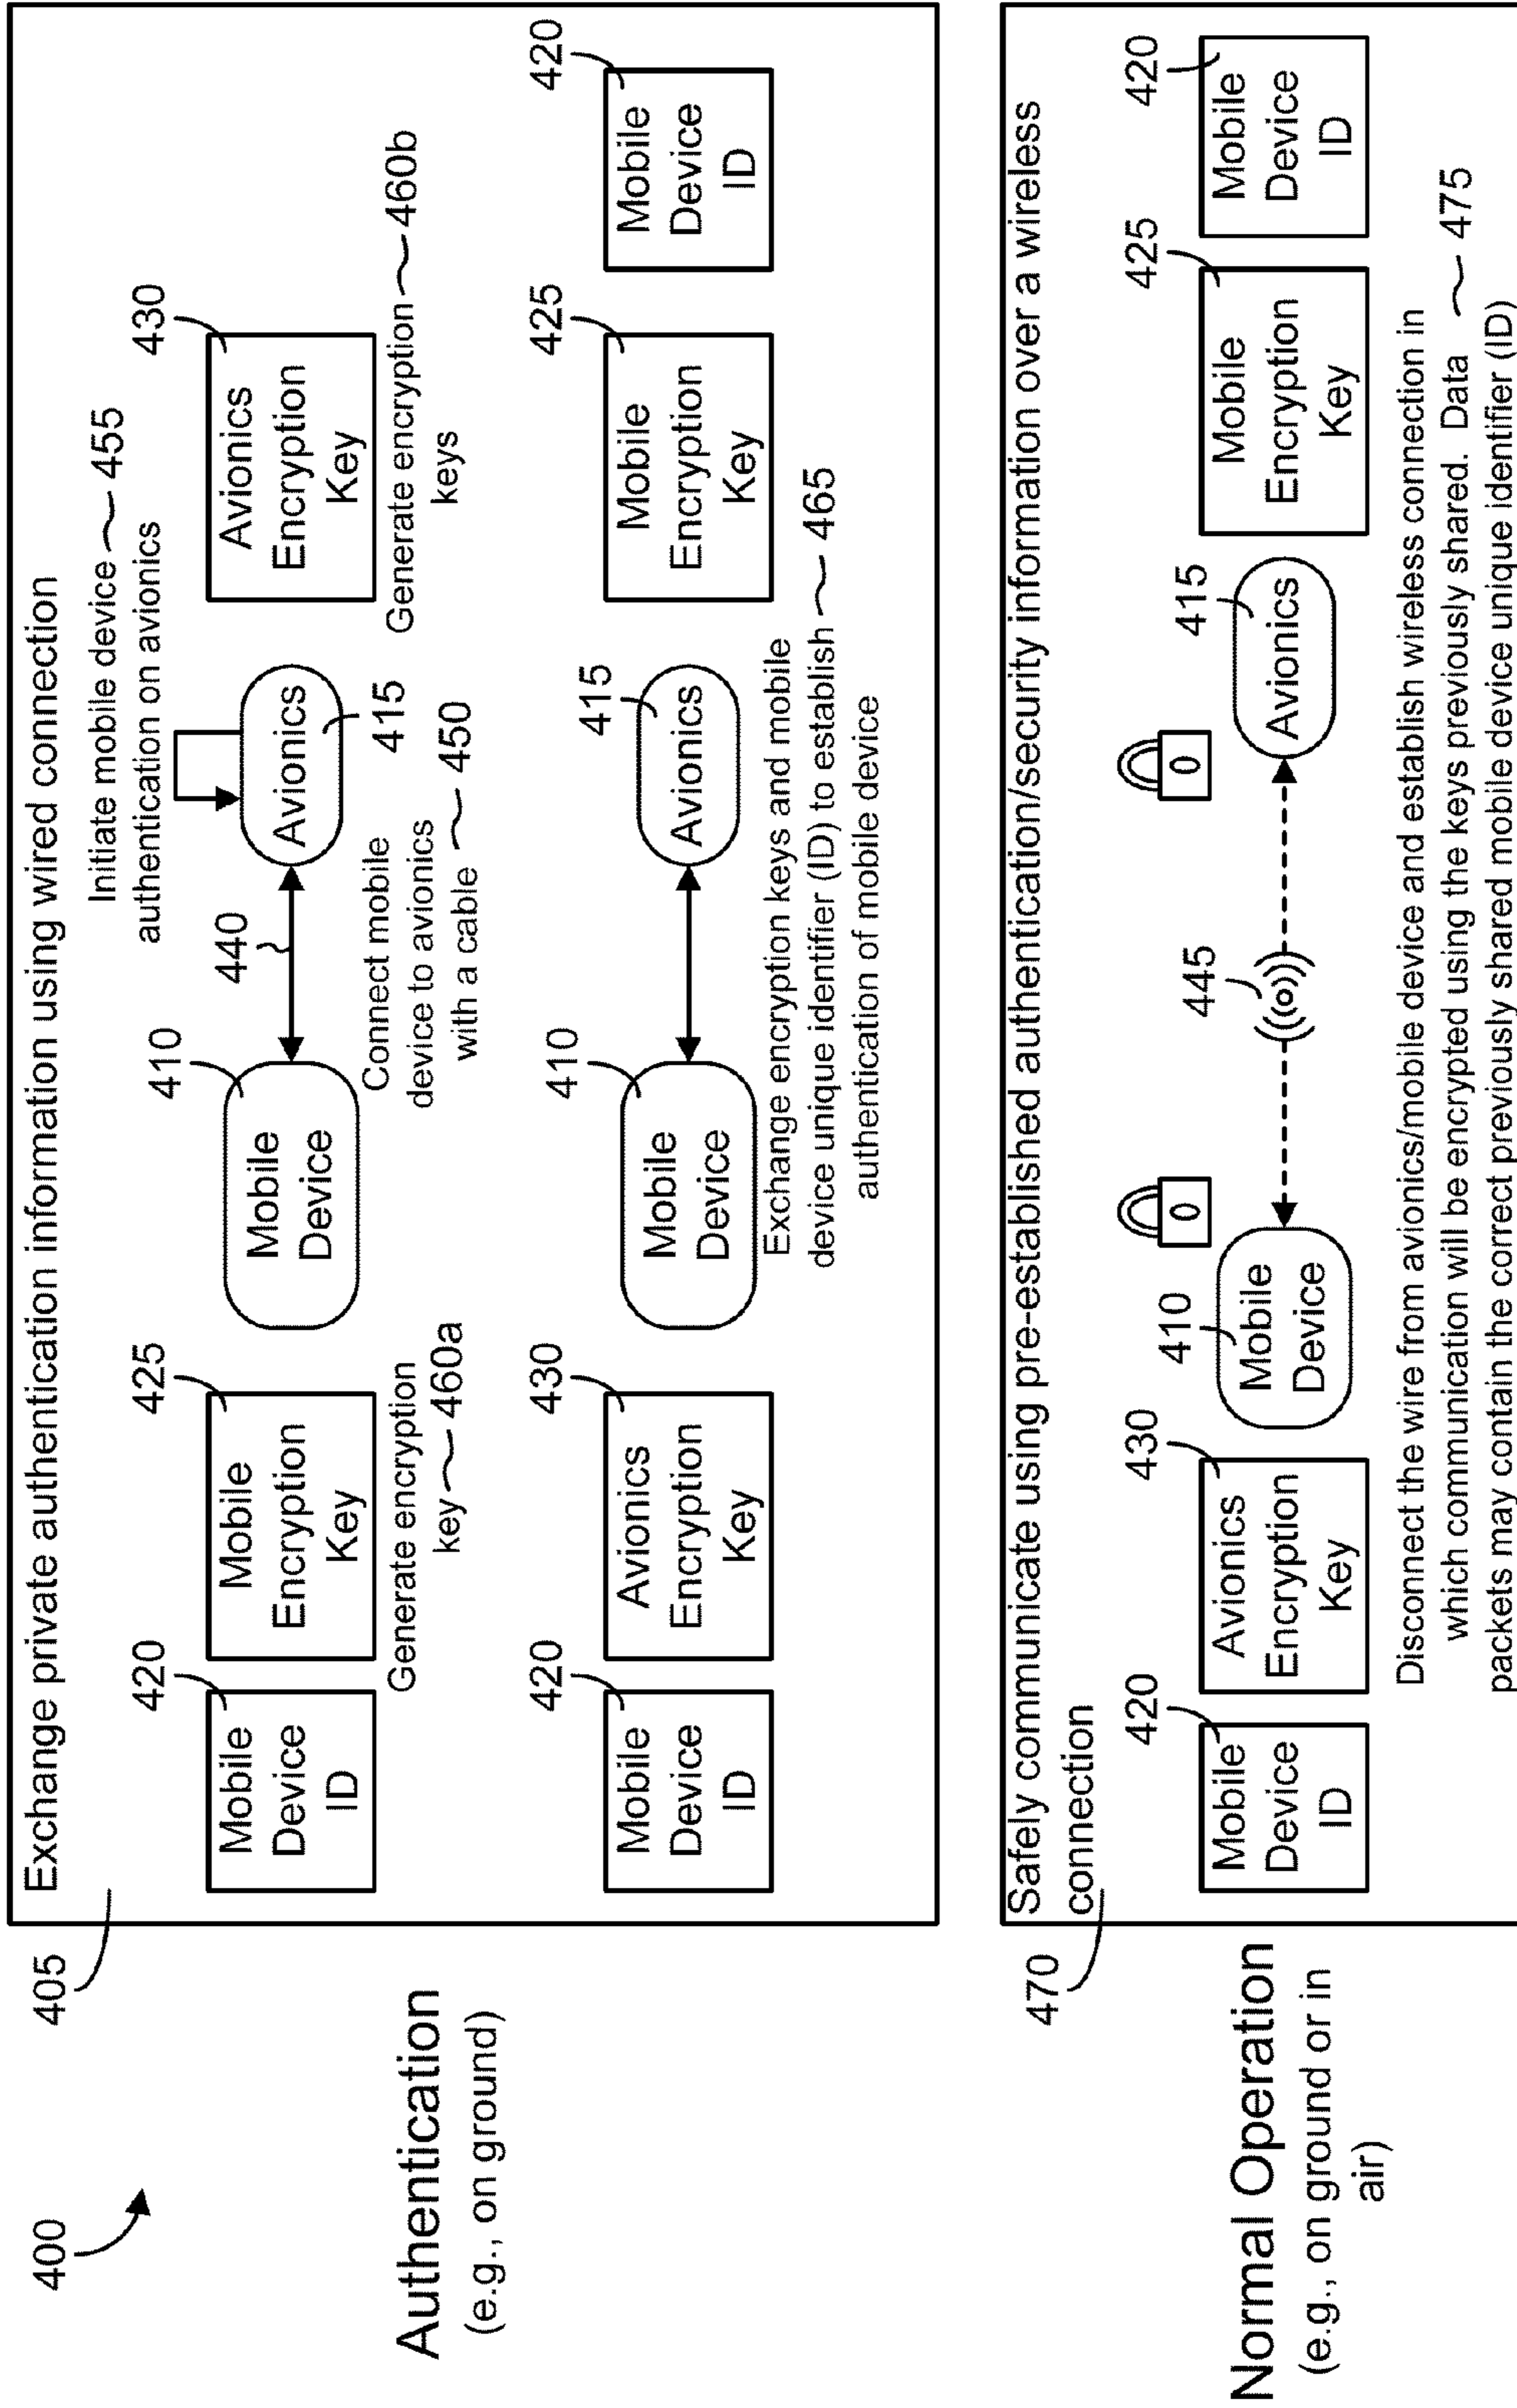 400
Authentication
(e.g., on ground)
405
Exchange private authentication information using wired connection
Initiate mobile device 455
authentication on avionics
420
Mobile
Device
ID
425
Mobile
Encryption
Key
Generate encryption
key 460a
410
Mobile
Device
440
Connect mobile
device to avionics
with a cable 450
Avionics
415
430
Avionics
Encryption
Key
Generate encryption 460b
keys
420
Mobile
Device
ID
430
Avionics
Encryption
Key
410
Mobile
Device
415
Avionics
425
Mobile
Encryption
Key
420
Mobile
Device
ID
Exchange encryption keys and mobile
device unique identifier (ID) to establish 465
authentication of mobile device
Normal Operation
(e.g., on ground or in
air)
470
Safely communicate using pre-established authentication/security information over a wireless
connection
420
Mobile
Device
ID
430
Avionics
Encryption
Key
410
Mobile
Device
0
445
0
415
Avionics
425
Mobile
Encryption
Key
420
Mobile
Device
ID
Disconnect the wire from avionics/mobile device and establish wireless connection in
which communication will be encrypted using the keys previously shared. Data 475
packets may contain the correct previously shared mobile device unique identifier (ID)